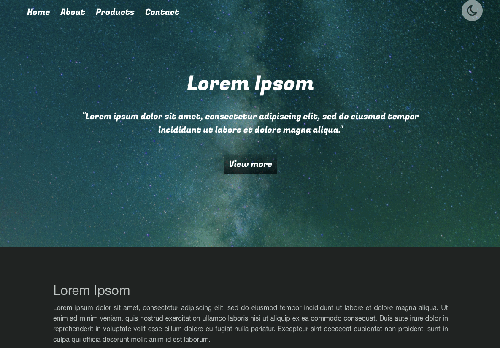 Home About Products Contact
Lorem Ipsom
"Lorem ipsum dolor sit amet, consectetur adipiscing elit, sed do eiusmod tempor
incididunt ut labore et dolore magna aliqua."
View more
Lorem Ipsom
Lorem ipsum dolor sit amet, consectetur adipiscing elit, sed do eiusmod tempor incididunt ut labore et dolore magna aliqua. Ut
enim ad minim veniam, quis nostrud exercitation ullamco laboris nisi ut aliquip ex ea commodo consequat. Duis aute irure dolor in
reprehenderit in voluptate velit esse cillum dolore eu fugiat nulla pariatur. Excepteur sint occaecat cupidatat non proident, sunt in
culpa qui officia deserunt mollit anim id est laborum.